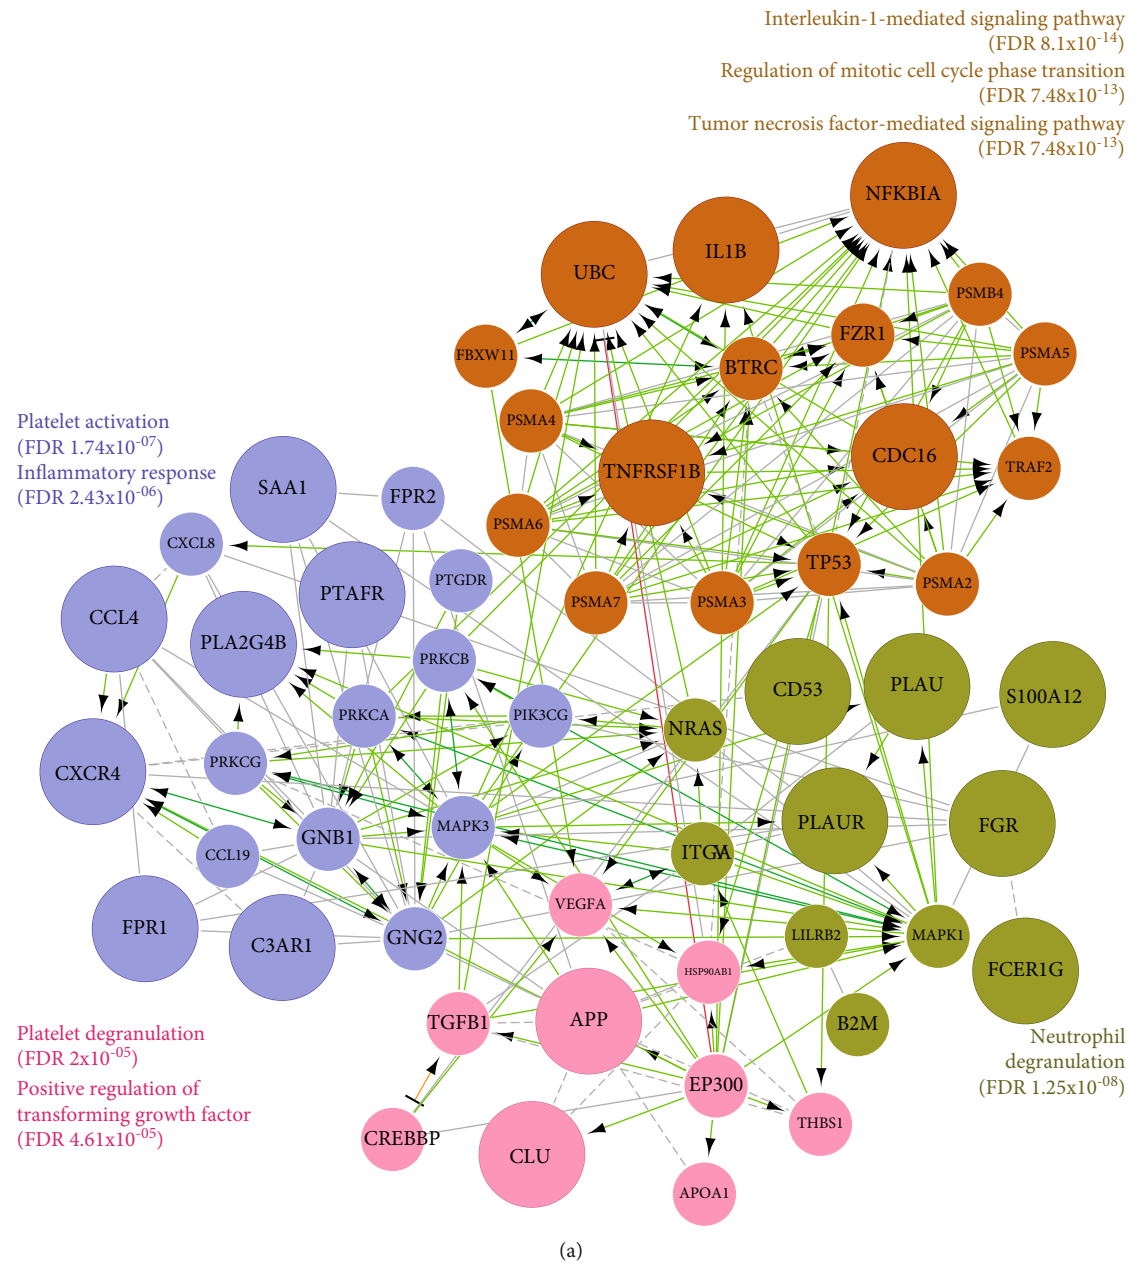 Interleukin-1-mediated signaling pathway
(FDR 8.1x10-14)
Regulation of mitotic cell cycle phase transition
(FDR 7.48x10-13)
Tumor necrosis factor-mediated signaling pathway
(FDR 7.48x10-13)
NFKBIA
IL1B
UBC
PSMB4
FZR1
FBXW11
BTRC
PSMA5
PSMA4
Platelet activation
(FDR 1.74x10-07)
Inflammatory response
(FDR 2.43x10-06)
TNFRSF1B
CDC16
TRAF2
SAA1
FPR2
PSMA6
CXCL8
TP53
PTGDR
PSMA2
PTAFR
PSMA7
PSMA3
CCL4
PLA2G4B
PRKCB
CD53
PLAU
S100A12
PRKCA
PIK3CG
NRAS
PRKCG
CXCR4
GNB1
MAPK3
PLAUR
FGR
CCL19
ITGA
VEGFA
FPR1
C3AR1
GNG2
LILRB2
MAPK1
HSP90AB1
FCER1G
TGFB1
APP
B2M
Platelet degranulation
(FDR 2x10-05)
Positive regulation of
transforming growth factor
(FDR 4.61x10-05)
Neutrophil
degranulation
(FDR 1.25x10-08)
EP300
CREBBP
THBS1
CLU
APOA1
(a)